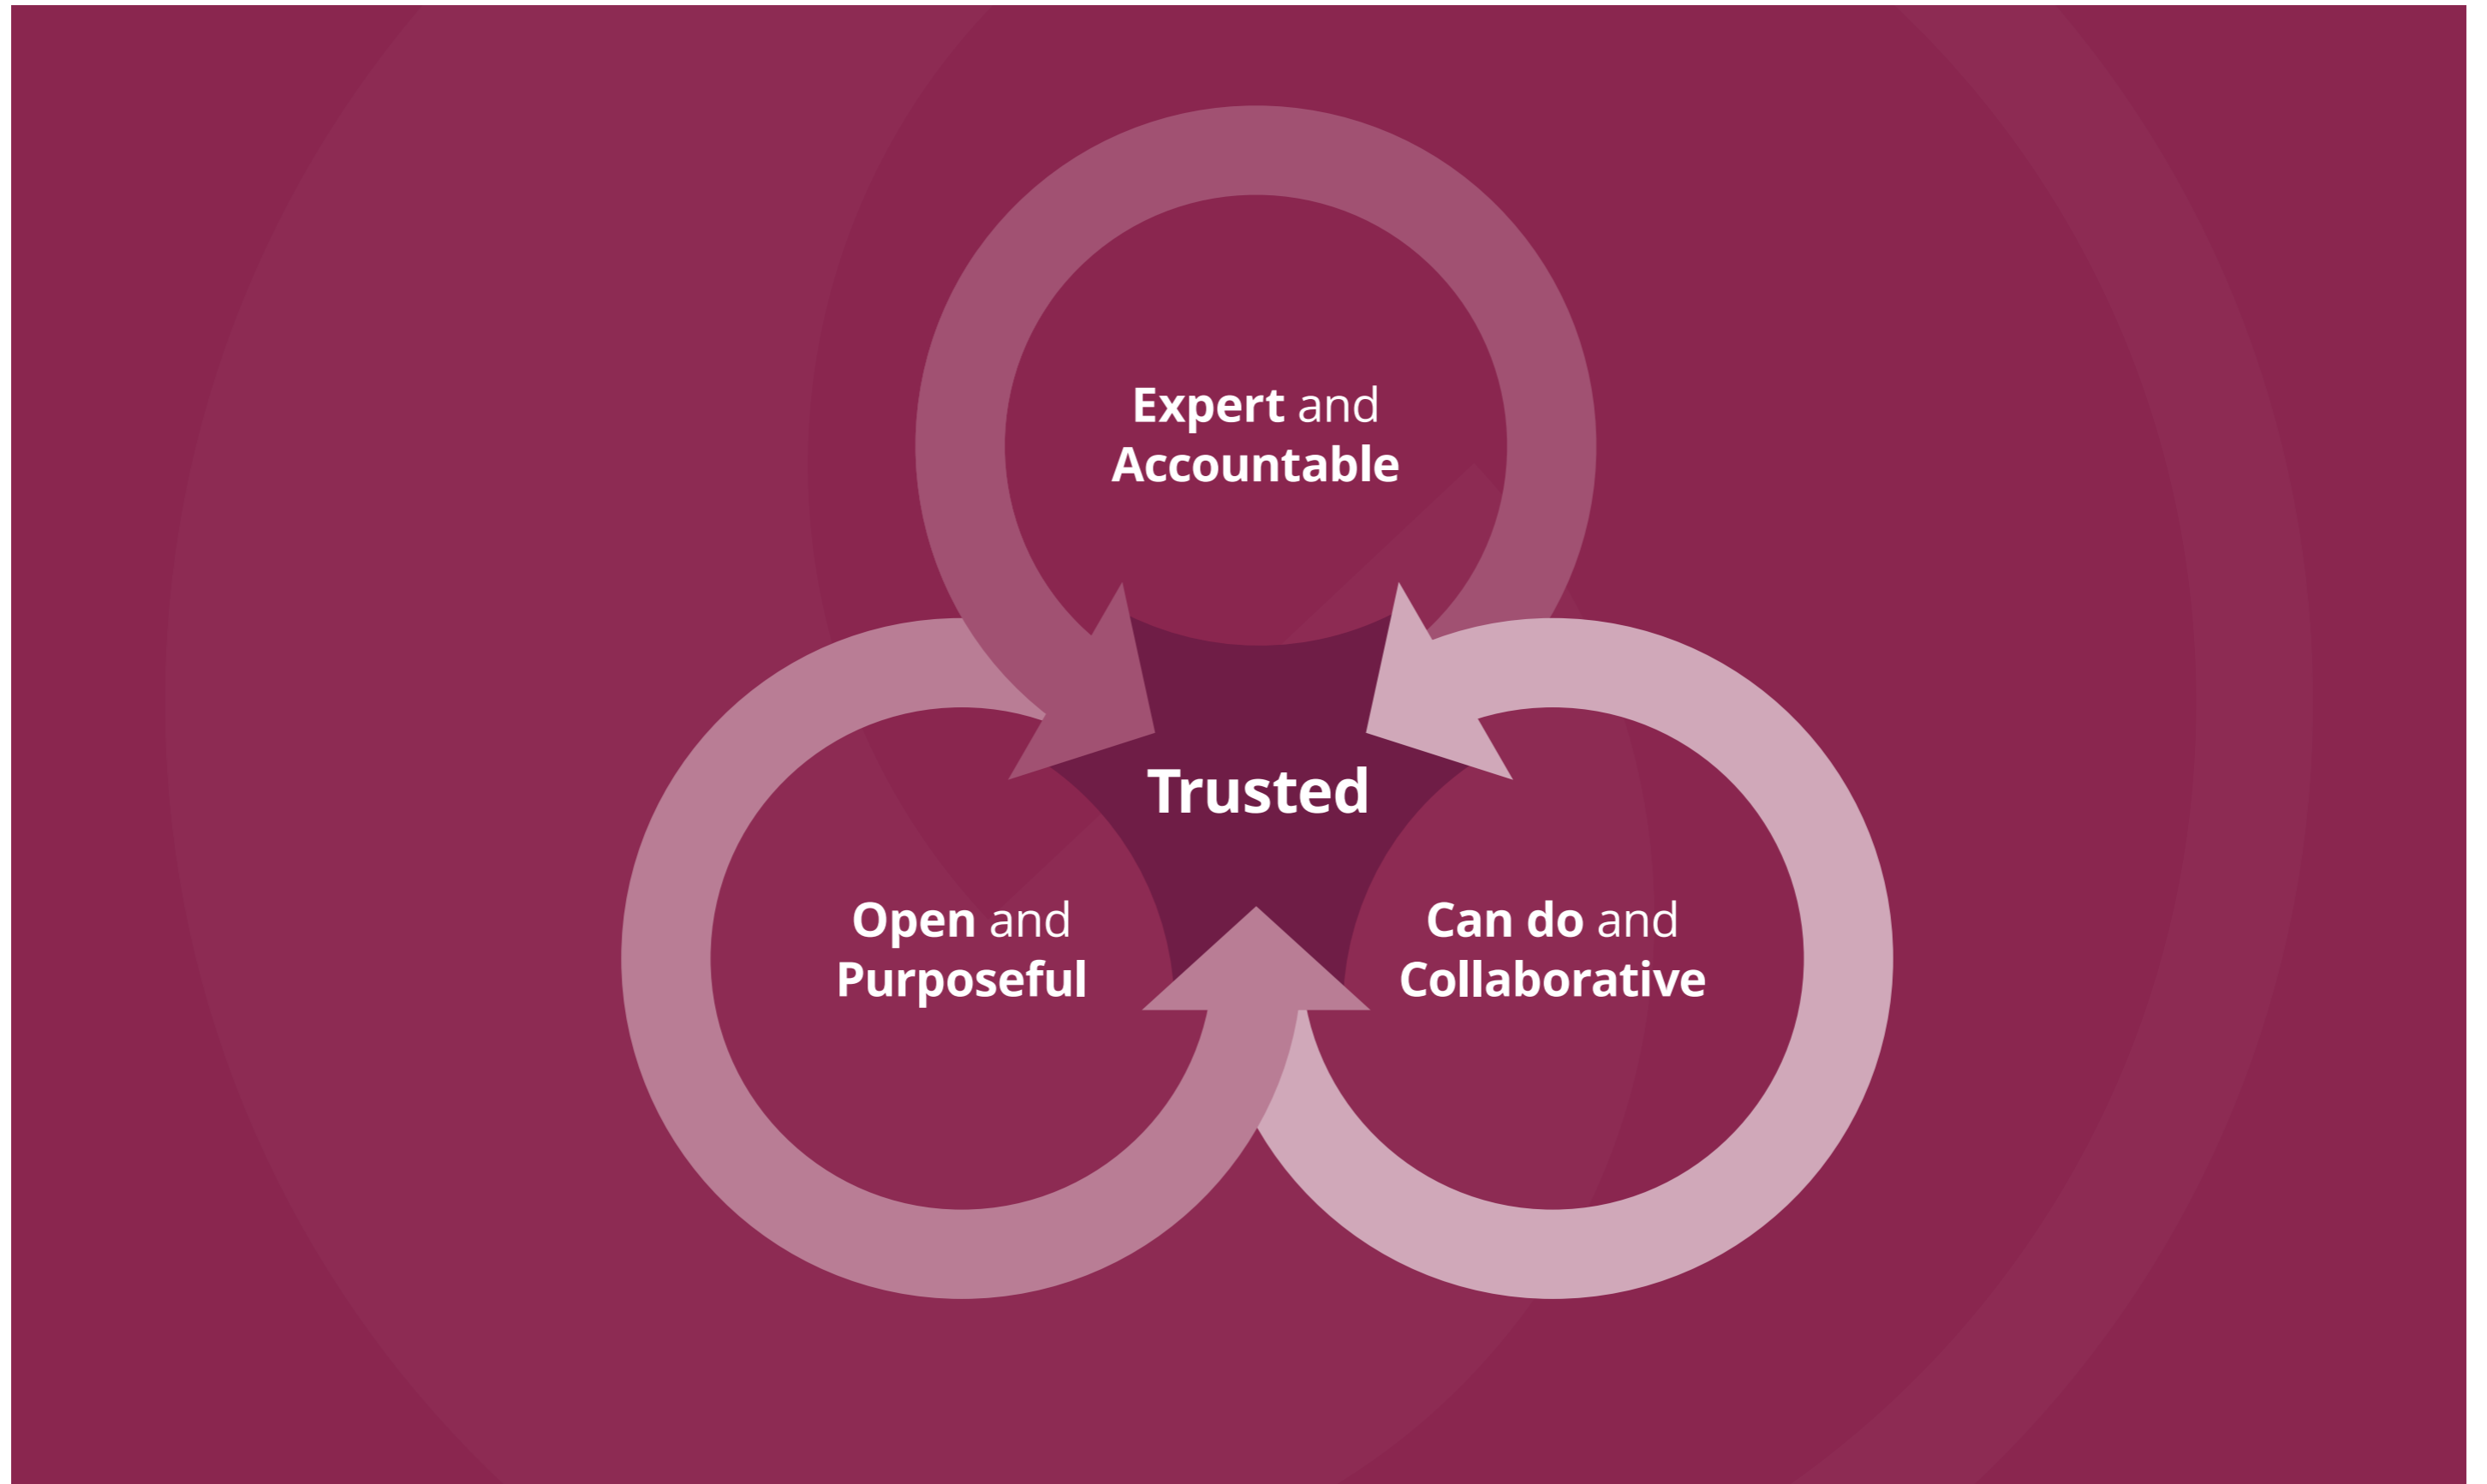 Expert and
Accountable
Trusted
Open and
Purposeful
Can do and
Collaborative